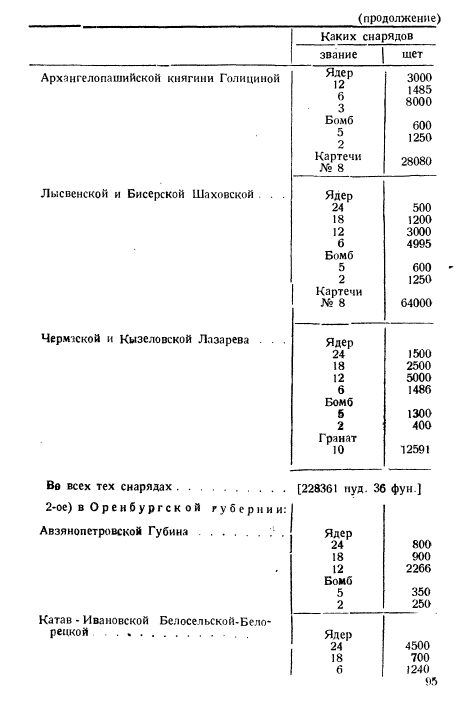 (продолжение)
Каких снарядов
звание | щет
Архангелопашийской княгини Голициной Ядер
12 3000
6 1485
3 8000
Бомб
5 600
2 1250
Картечи
№ 8 28080
Лысвенской и Бисерской Шаховской . . . Ядер
24 500
18 1200
12 3000
6 4995
Бомб
5 600
2 1250
Картечи
№ 8 64000
Чермзской и Кызеловской Лазарева . . . Ядер
24 1500
18 2500
12 5000
6 1486
Бомб
5 1300
2 400
Гранат
10 12591
Во всех тех снарядах . . . . . . . . . . [228361 пуд. 36 фун.]
2-ое) в Оренбургской губернии:
Авзянопетровской Губина . . . . . . . . Ядер
24 800
18 900
12 2266
Бомб
5 350
2 250
Катав-Ивановской Белосельской-Бело-
рецкой . . . . . . . . . . . . Ядер
24 4500
18 700
6 1240
95